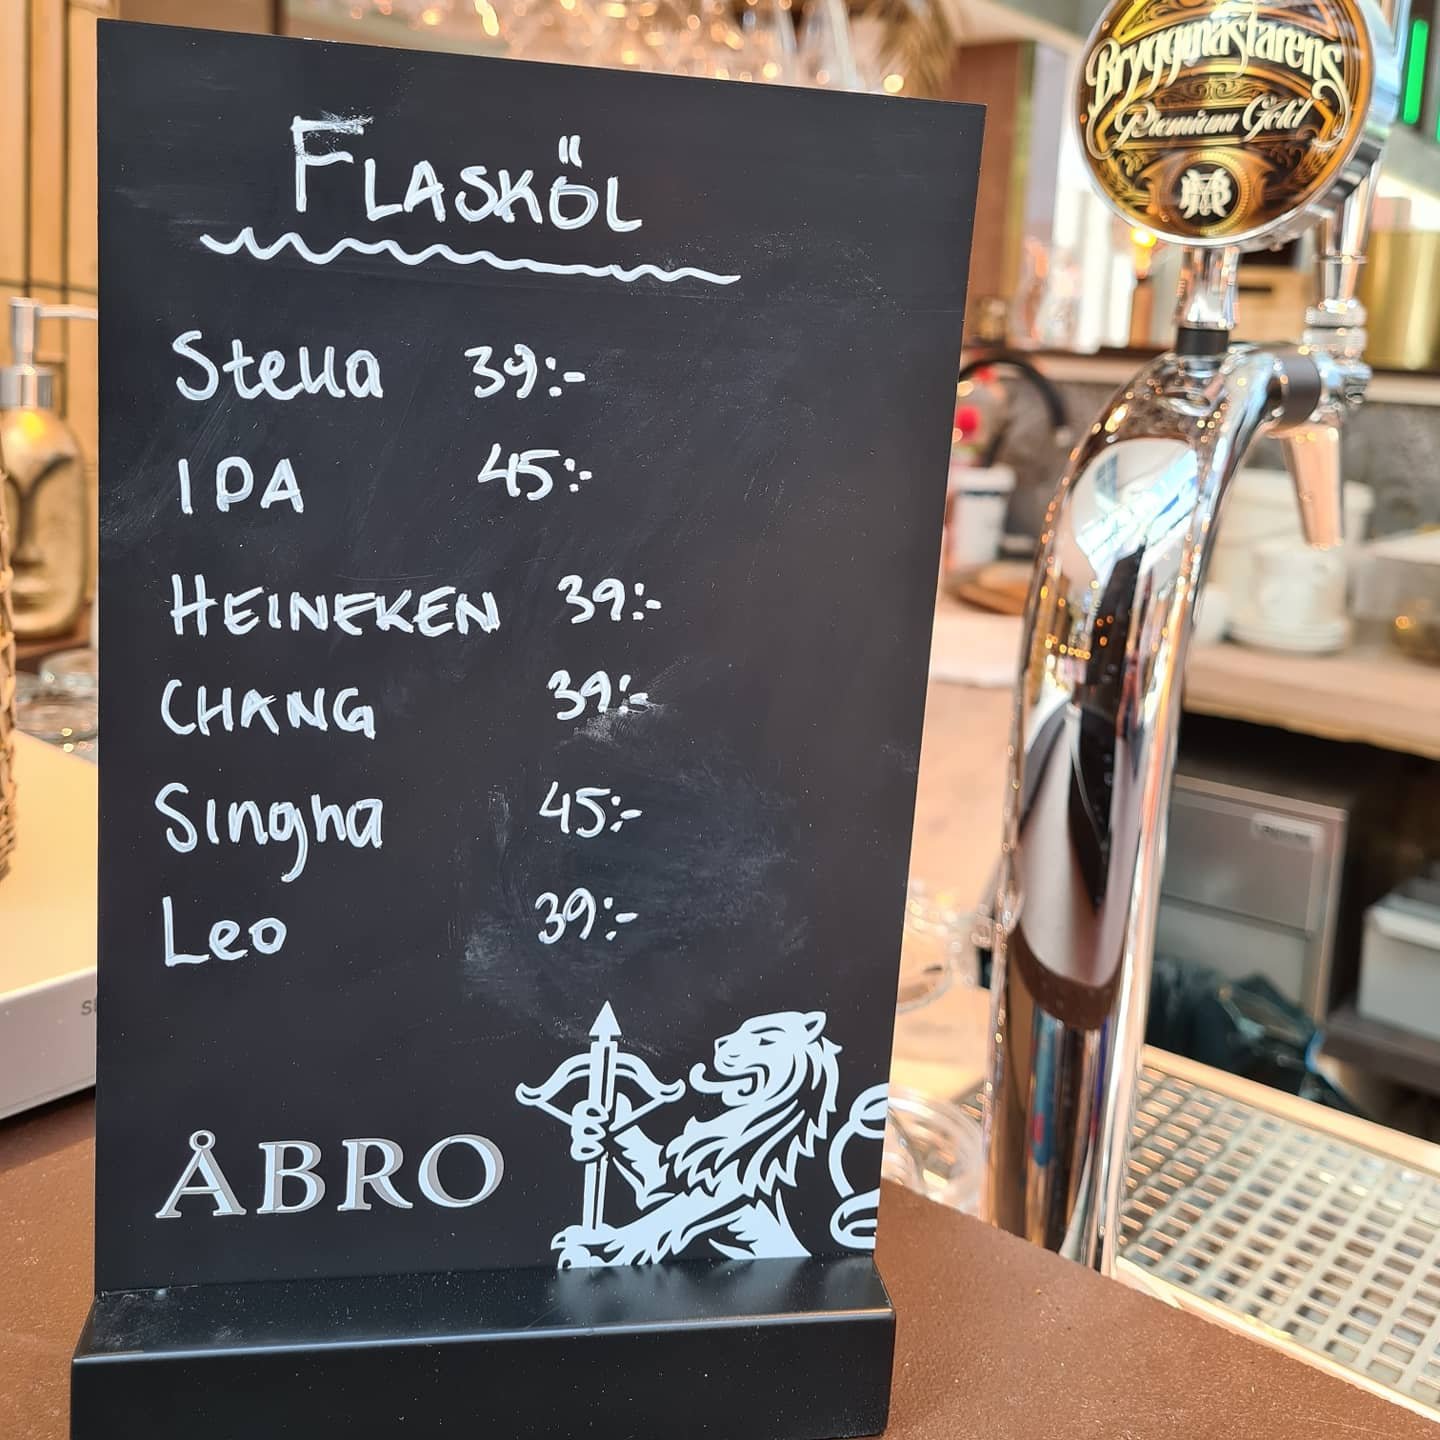 FLASKÖL
Stella 39:-
IPA 45:-
HEINEKEN 39:-
CHANG 39:-
Singha 45:-
Leo 39:-
ÅBRO
Bryggmästarens
Premium Gold